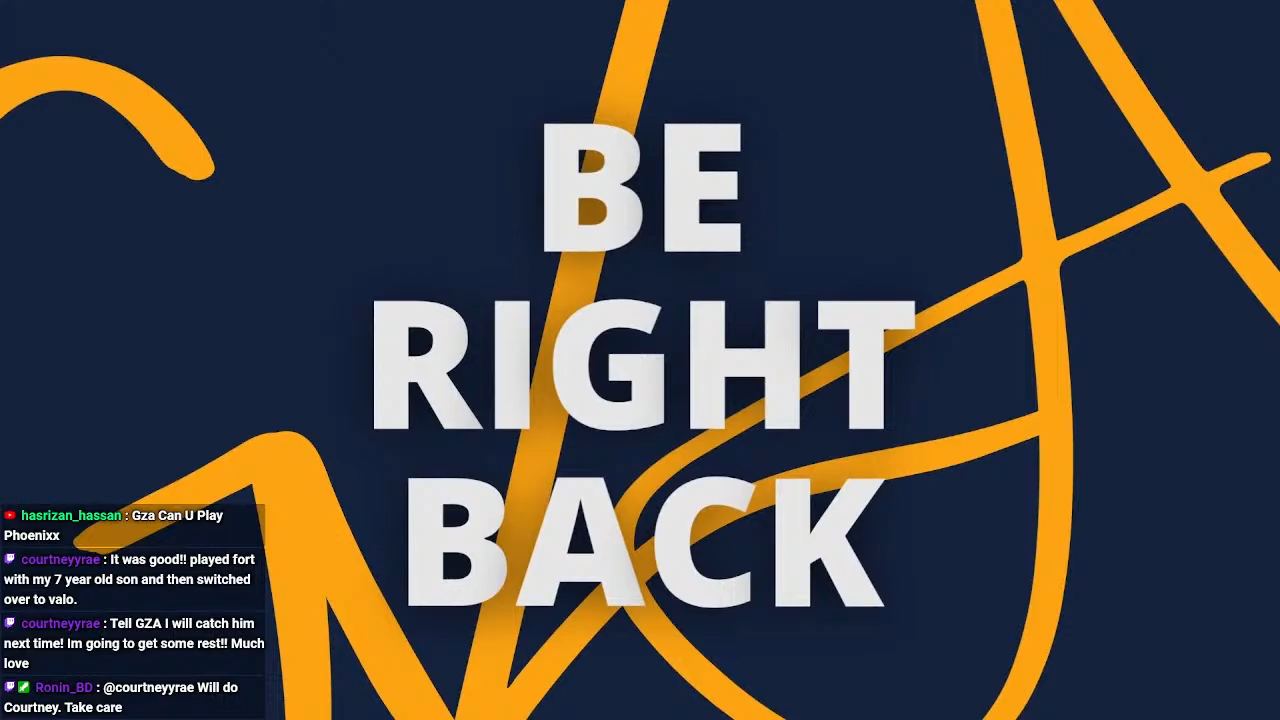 BE
RIGHT
BACK
hasrizan_hassan : Gza Can U Play
Phoenixx
courtneyyrae : It was good!! played fort
with my 7 year old son and then switched
over to valo.
courtneyyrae : Tell GZA I will catch him
next time! Im going to get some rest!! Much
love
Ronin_BD : @courtneyyrae Will do
Courtney. Take care